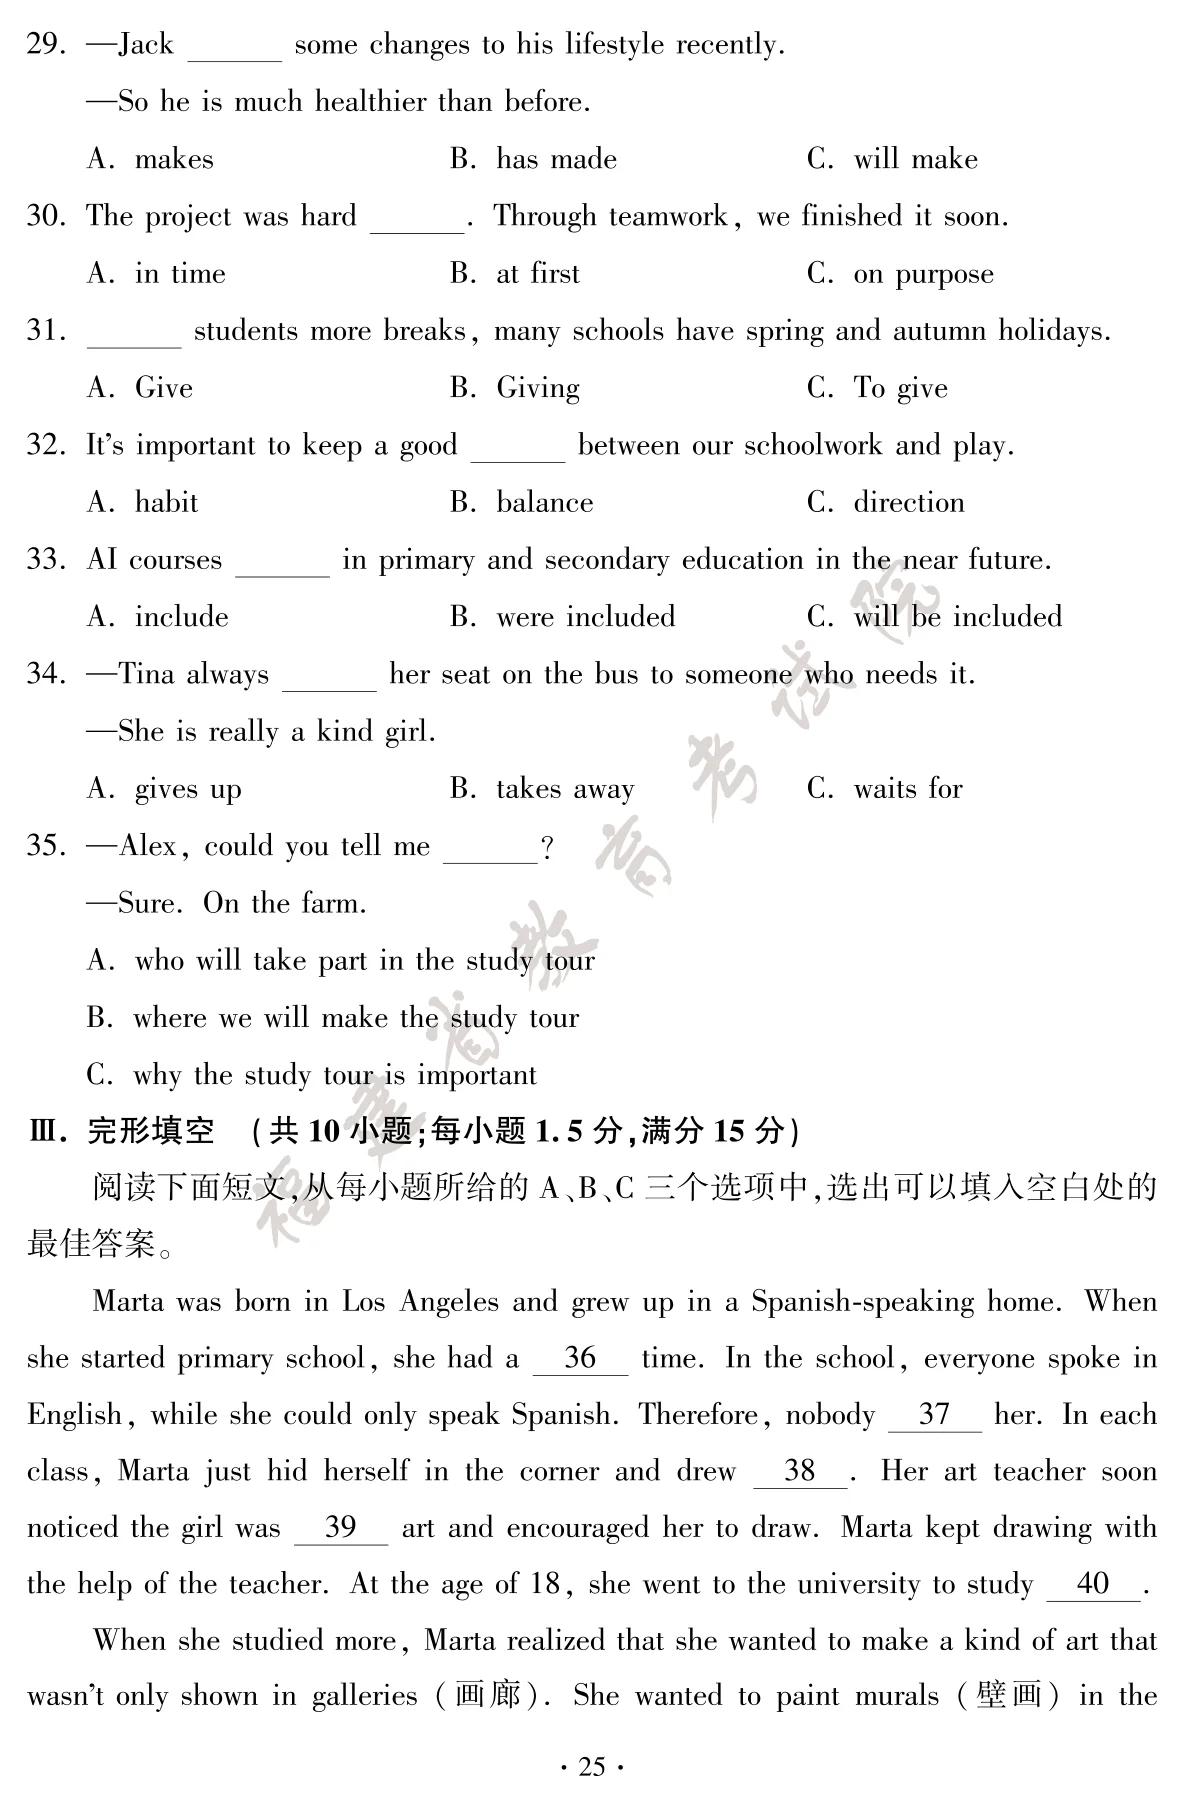 29. —Jack ______ some changes to his lifestyle recently.
—So he is much healthier than before.
A. makes B. has made C. will make
30. The project was hard ______. Through teamwork, we finished it soon.
A. in time B. at first C. on purpose
31. ______ students more breaks, many schools have spring and autumn holidays.
A. Give B. Giving C. To give
32. It's important to keep a good ______ between our schoolwork and play.
A. habit B. balance C. direction
33. AI courses ______ in primary and secondary education in the near future.
A. include B. were included C. will be included
34. —Tina always ______ her seat on the bus to someone who needs it.
—She is really a kind girl.
A. gives up B. takes away C. waits for
35. —Alex, could you tell me ______?
—Sure. On the farm.
A. who will take part in the study tour
B. where we will make the study tour
C. why the study tour is important
Ⅲ. 完形填空 (共 10 小题;每小题 1.5 分,满分 15 分)
阅读下面短文,从每小题所给的 A、B、C 三个选项中,选出可以填入空白处的
最佳答案。
Marta was born in Los Angeles and grew up in a Spanish-speaking home. When
she started primary school, she had a 36 time. In the school, everyone spoke in
English, while she could only speak Spanish. Therefore, nobody 37 her. In each
class, Marta just hid herself in the corner and drew 38 . Her art teacher soon
noticed the girl was 39 art and encouraged her to draw. Marta kept drawing with
the help of the teacher. At the age of 18, she went to the university to study 40 .
When she studied more, Marta realized that she wanted to make a kind of art that
wasn't only shown in galleries (画廊). She wanted to paint murals (壁画) in the
· 25 ·
福建省教育考试院